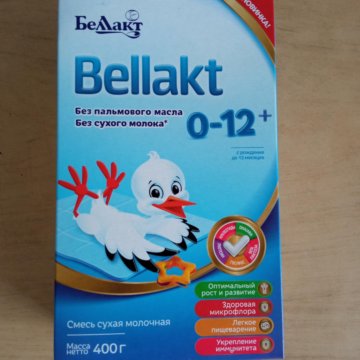 НОВИНКА!
Беллакт
Bellakt
Без пальмового масла
Без сухого молока*
0-12+
с рождения
до 12 месяцев
Оптимальный
рост и развитие
Здоровая
микрофлора
Легкое
пищеварение
Укрепление
иммунитета
Смесь сухая молочная
Масса
нетто 400 г